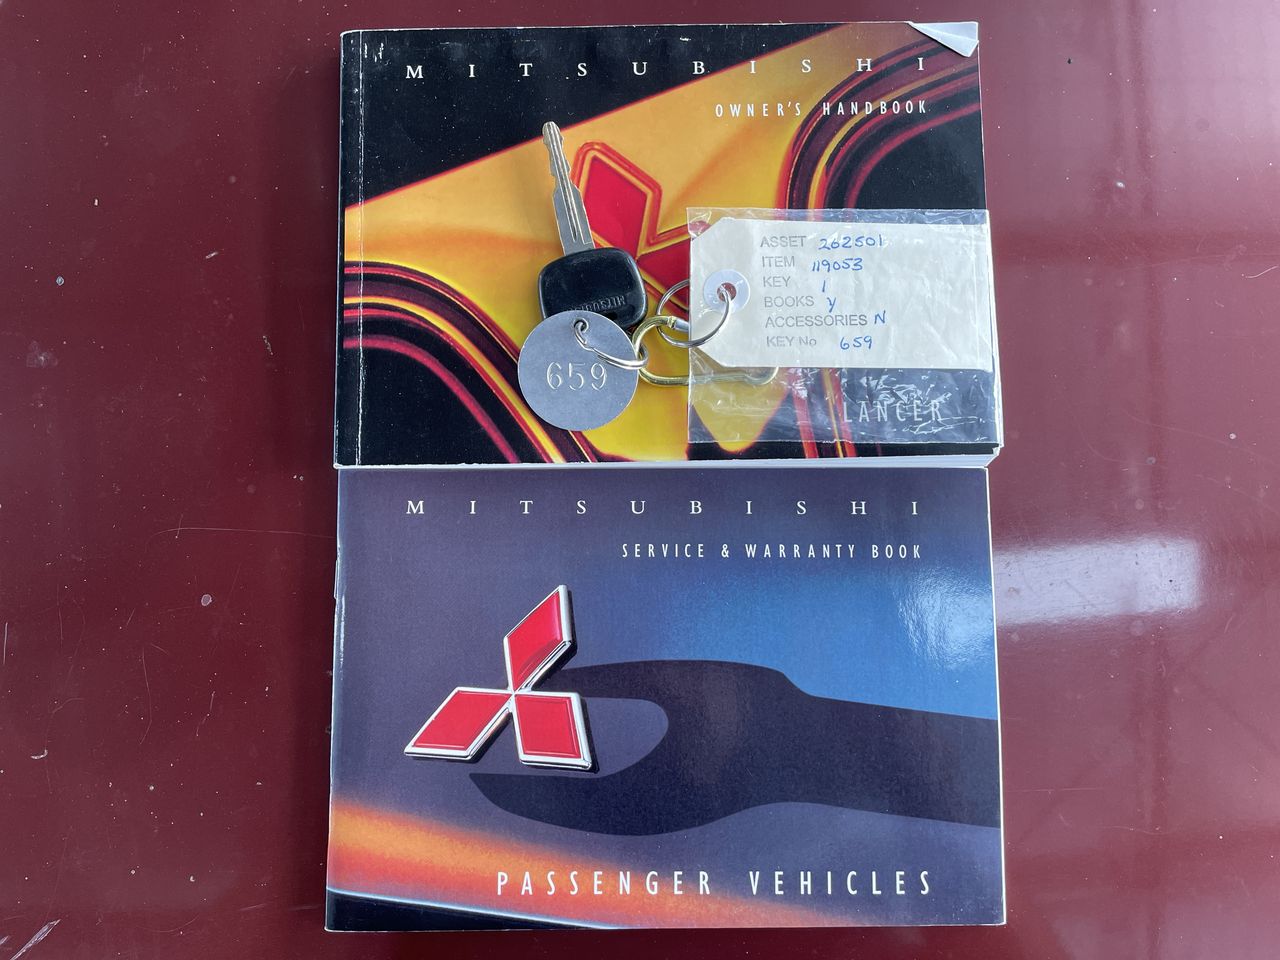 MITSUBISHI
OWNER'S HANDBOOK
ASSET 262501
ITEM 119053
KEY 1
BOOKS y
ACCESSORIES N
KEY No 659
MITSUBISHI
659
LANCER
MITSUBISHI
SERVICE & WARRANTY BOOK
PASSENGER VEHICLES